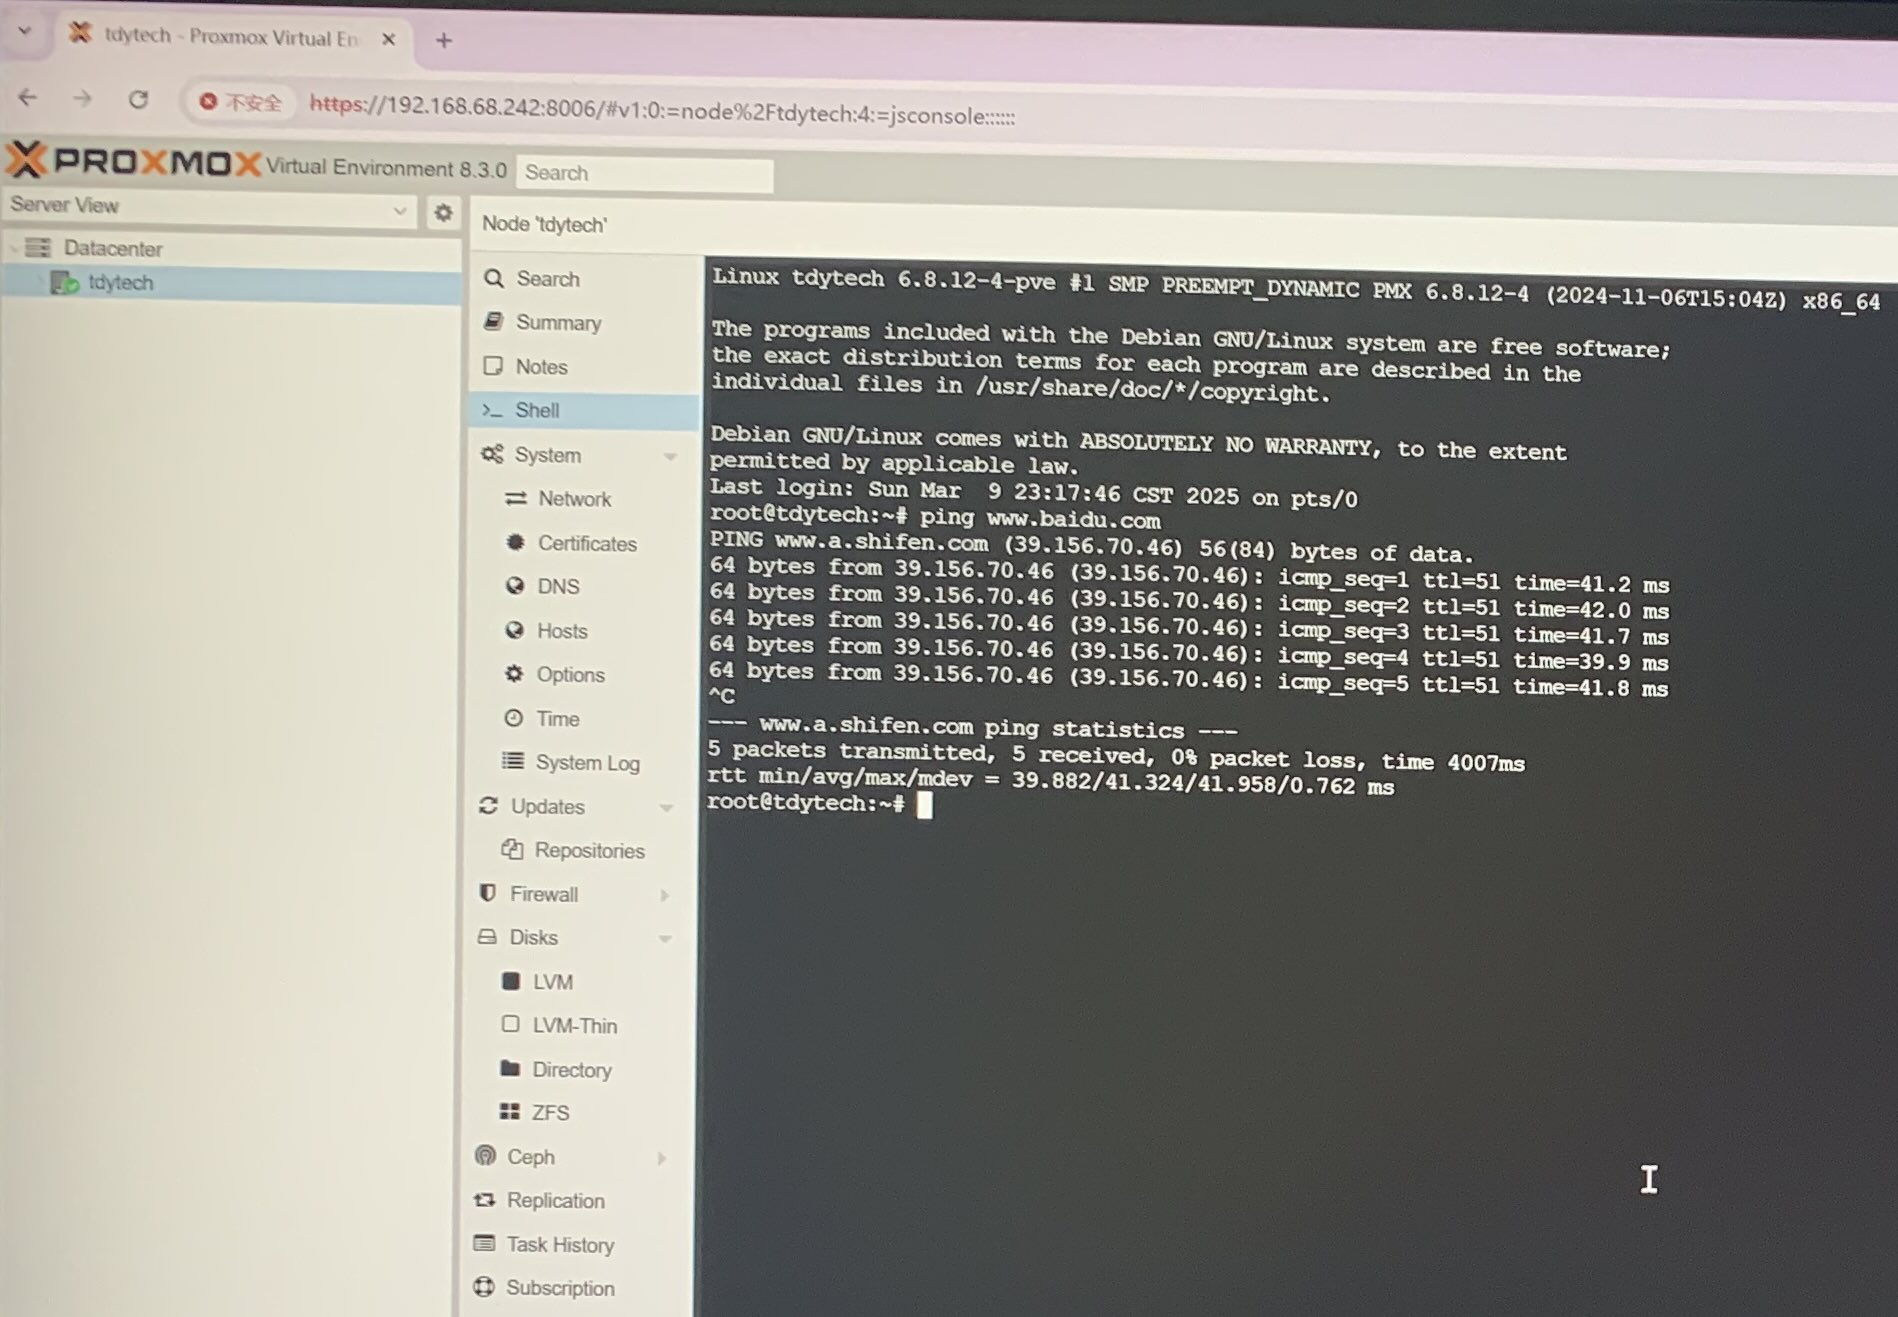 tdytech - Proxmox Virtual En
不安全 https://192.168.68.242:8006/#v1:0:=node%2Ftdytech:4:=jsconsole::::::
PROXMOX Virtual Environment 8.3.0 Search
Server View
Datacenter
tdytech
Node 'tdytech'
Search
Summary
Notes
>_ Shell
System
Network
Certificates
DNS
Hosts
Options
Time
System Log
Updates
Repositories
Firewall
Disks
LVM
LVM-Thin
Directory
ZFS
Ceph
Replication
Task History
Subscription
Linux tdytech 6.8.12-4-pve #1 SMP PREEMPT_DYNAMIC PMX 6.8.12-4 (2024-11-06T15:04Z) x86_64
The programs included with the Debian GNU/Linux system are free software;
the exact distribution terms for each program are described in the
individual files in /usr/share/doc/*/copyright.
Debian GNU/Linux comes with ABSOLUTELY NO WARRANTY, to the extent
permitted by applicable law.
Last login: Sun Mar  9 23:17:46 CST 2025 on pts/0
root@tdytech:~# ping www.baidu.com
PING www.a.shifen.com (39.156.70.46) 56(84) bytes of data.
64 bytes from 39.156.70.46 (39.156.70.46): icmp_seq=1 ttl=51 time=41.2 ms
64 bytes from 39.156.70.46 (39.156.70.46): icmp_seq=2 ttl=51 time=42.0 ms
64 bytes from 39.156.70.46 (39.156.70.46): icmp_seq=3 ttl=51 time=41.7 ms
64 bytes from 39.156.70.46 (39.156.70.46): icmp_seq=4 ttl=51 time=39.9 ms
64 bytes from 39.156.70.46 (39.156.70.46): icmp_seq=5 ttl=51 time=41.8 ms
^C
--- www.a.shifen.com ping statistics ---
5 packets transmitted, 5 received, 0% packet loss, time 4007ms
rtt min/avg/max/mdev = 39.882/41.324/41.958/0.762 ms
root@tdytech:~#